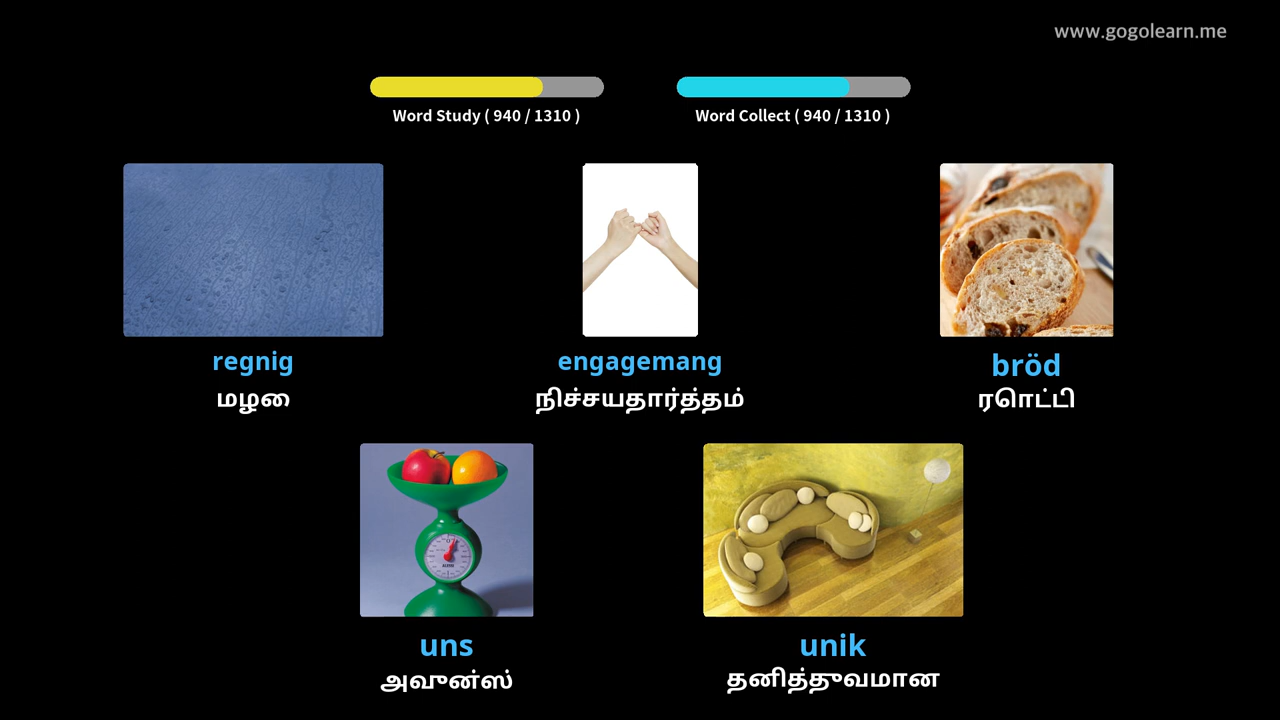 www.gogolearn.me
Word Study ( 940 / 1310 )
Word Collect ( 940 / 1310 )
regnig
மழை
engagemang
நிச்சயதார்த்தம்
bröd
ரொட்டி
uns
அவுன்ஸ்
unik
தனித்துவமான